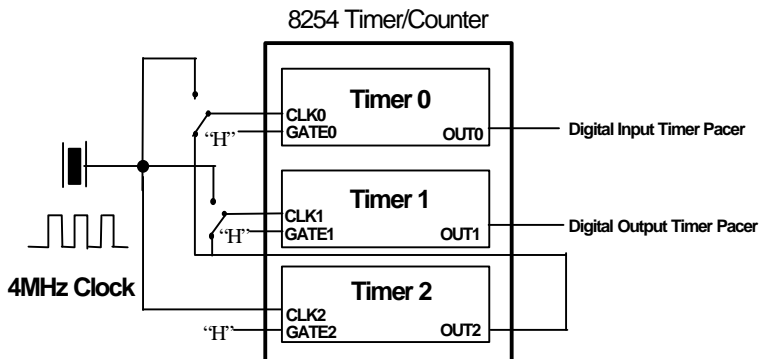 8254 Timer/Counter
Timer 0
CLK0
“H” GATE0
OUT0 Digital Input Timer Pacer
Timer 1
CLK1
“H” GATE1
OUT1 Digital Output Timer Pacer
4MHz Clock
Timer 2
CLK2
“H” GATE2
OUT2